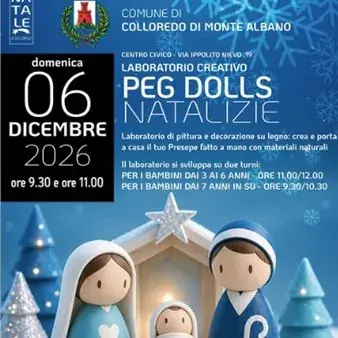 NA
TALE
COMUNE DI
COLLOREDO DI MONTE ALBANO
CENTRO CIVICO - VIA IPPOLITO NIEVO ,19
LABORATORIO CREATIVO
PEG DOLLS
NATALIZIE
domenica
06
DICEMBRE
2026
ore 9.30 e ore 11.00
Laboratorio di pittura e decorazione su legno: crea e porta
a casa il tuo Presepe fatto a mano con materiali naturali
Il laboratorio si sviluppa su due turni:
PER I BAMBINI DAI 3 AI 6 ANNI - ORE 11.00/12.00
PER I BAMBINI DAI 7 ANNI IN SU - ORE 9.30/10.30